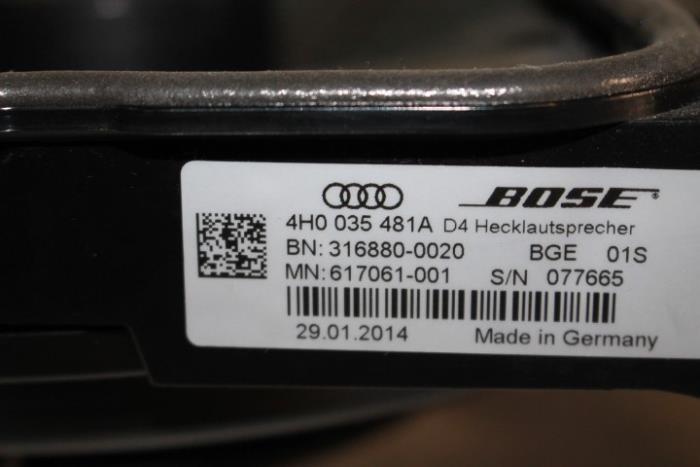 BOSE®
4H0 035 481A D4 Hecklautsprecher
BN: 316880-0020 BGE 01S
MN: 617061-001 S/N 077665
29.01.2014 Made in Germany